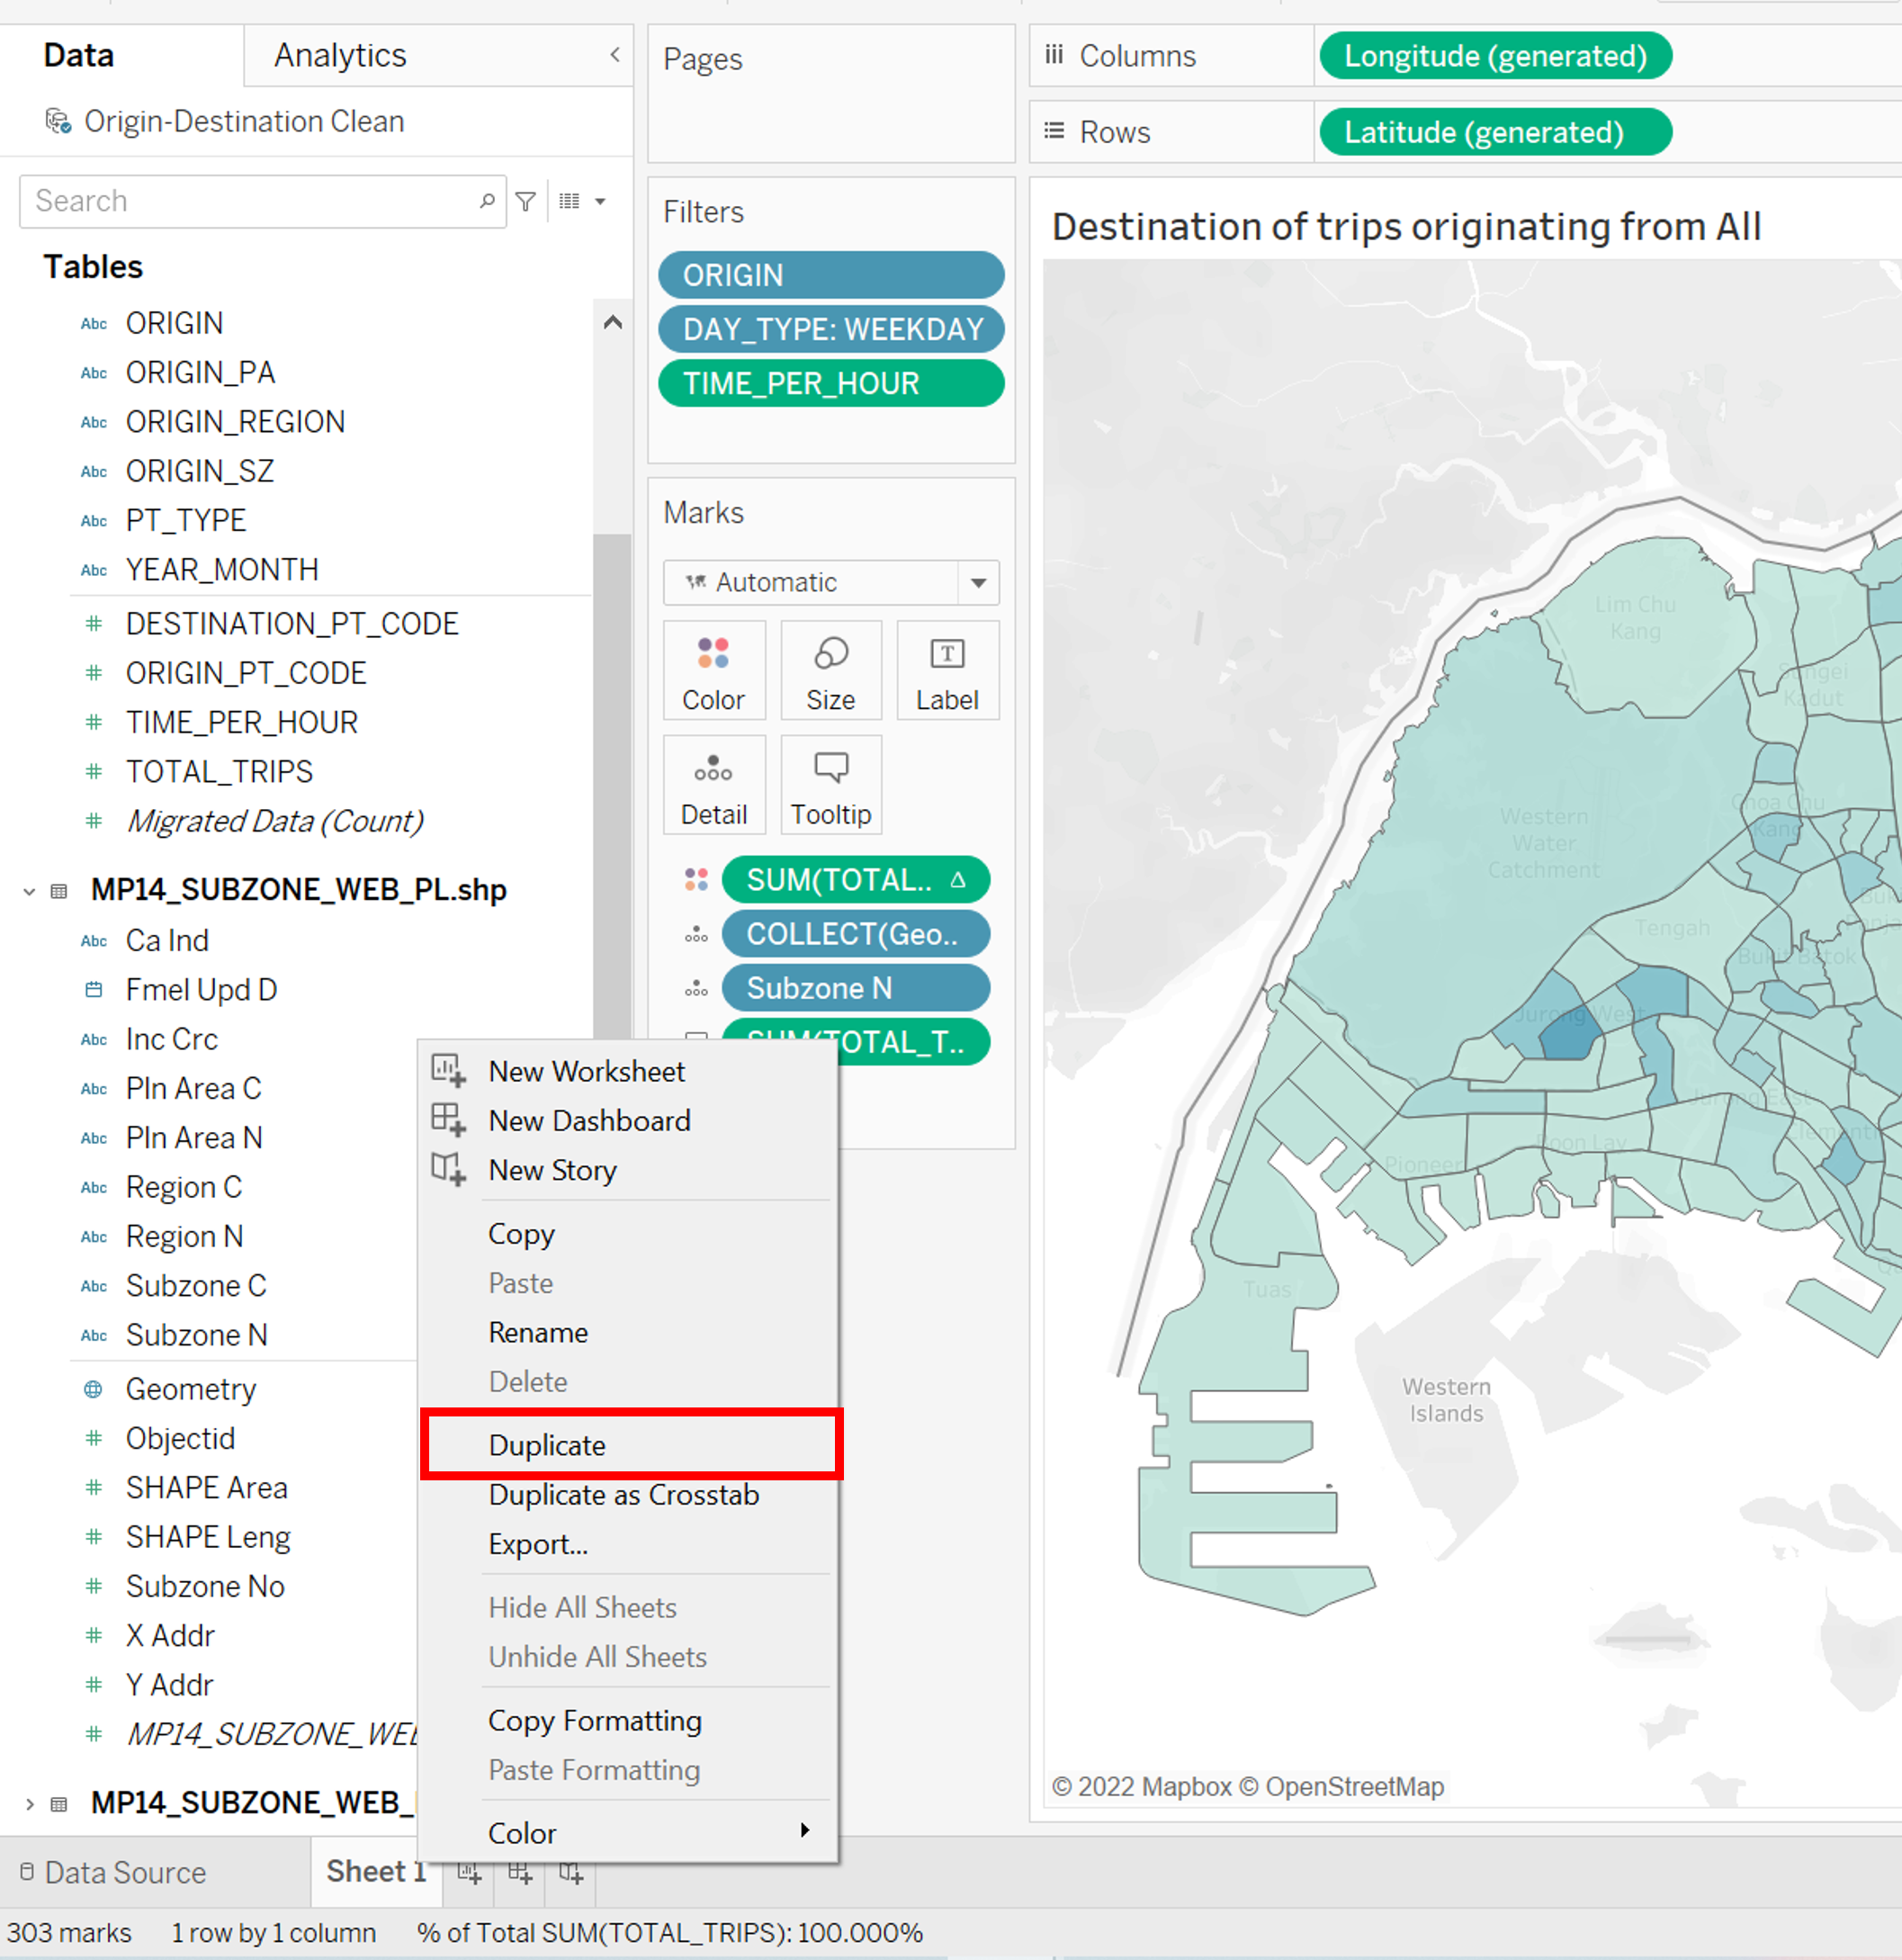 Data
Analytics
Origin-Destination Clean
Search
Tables
Abc ORIGIN
Abc ORIGIN_PA
Abc ORIGIN_REGION
Abc ORIGIN_SZ
Abc PT_TYPE
Abc YEAR_MONTH
# DESTINATION_PT_CODE
# ORIGIN_PT_CODE
# TIME_PER_HOUR
# TOTAL_TRIPS
# Migrated Data (Count)
MP14_SUBZONE_WEB_PL.shp
Abc Ca Ind
Fmel Upd D
Abc Inc Crc
Abc Pln Area C
Abc Pln Area N
Abc Region C
Abc Region N
Abc Subzone C
Abc Subzone N
Geometry
# Objectid
# SHAPE Area
# SHAPE Leng
# Subzone No
# X Addr
# Y Addr
# MP14_SUBZONE_WEB
MP14_SUBZONE_WEB_
Pages
Filters
ORIGIN
DAY_TYPE: WEEKDAY
TIME_PER_HOUR
Marks
Automatic
Color
Size
T
Label
Detail
Tooltip
SUM(TOTAL.. Δ
COLLECT(Geo..
Subzone N
SUM(TOTAL_T..
New Worksheet
New Dashboard
New Story
Copy
Paste
Rename
Delete
Duplicate
Duplicate as Crosstab
Export...
Hide All Sheets
Unhide All Sheets
Copy Formatting
Paste Formatting
Color
Columns
Longitude (generated)
Rows
Latitude (generated)
Destination of trips originating from All
Lim Chu
Kang
Sungei
Kadut
Western
Water
Catchment
Choa Chu
Kang
Tengah
Bukit Batok
Jurong West
Jurong East
Clementi
Boon Lay
Pioneer
Tuas
Western
Islands
© 2022 Mapbox © OpenStreetMap
Data Source
Sheet 1
303 marks
1 row by 1 column
% of Total SUM(TOTAL_TRIPS): 100.000%